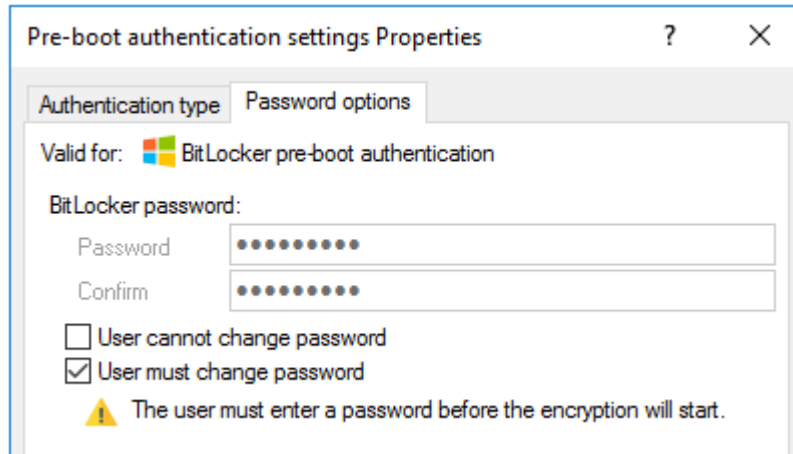 Pre-boot authentication settings Properties ? ×
Authentication type Password options
Valid for: BitLocker pre-boot authentication
BitLocker password:
Password •••••••••
Confirm •••••••••
User cannot change password
User must change password
The user must enter a password before the encryption will start.